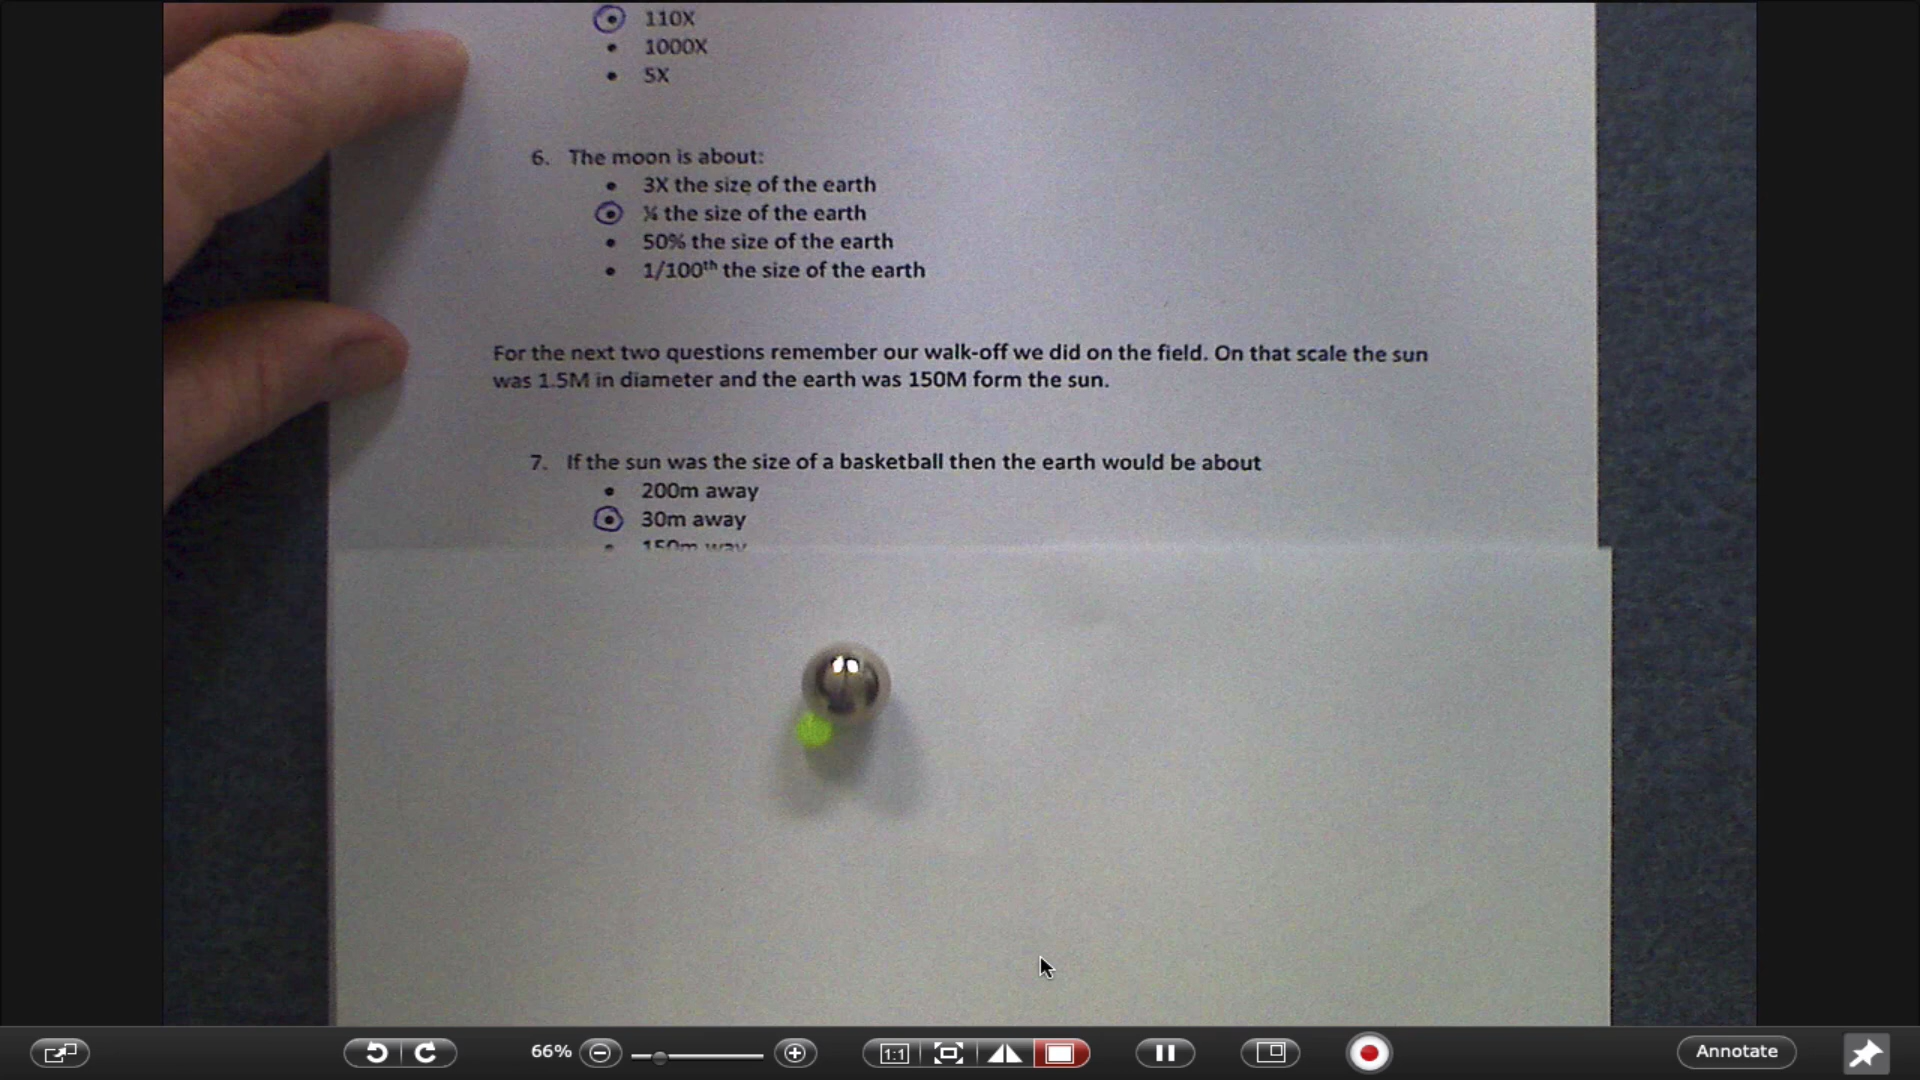 110X
1000X
5X
6. The moon is about:
3X the size of the earth
¼ the size of the earth
50% the size of the earth
1/100th the size of the earth
For the next two questions remember our walk-off we did on the field. On that scale the sun
was 1.5M in diameter and the earth was 150M form the sun.
7. If the sun was the size of a basketball then the earth would be about
200m away
30m away
150m way
66%
1:1
Annotate